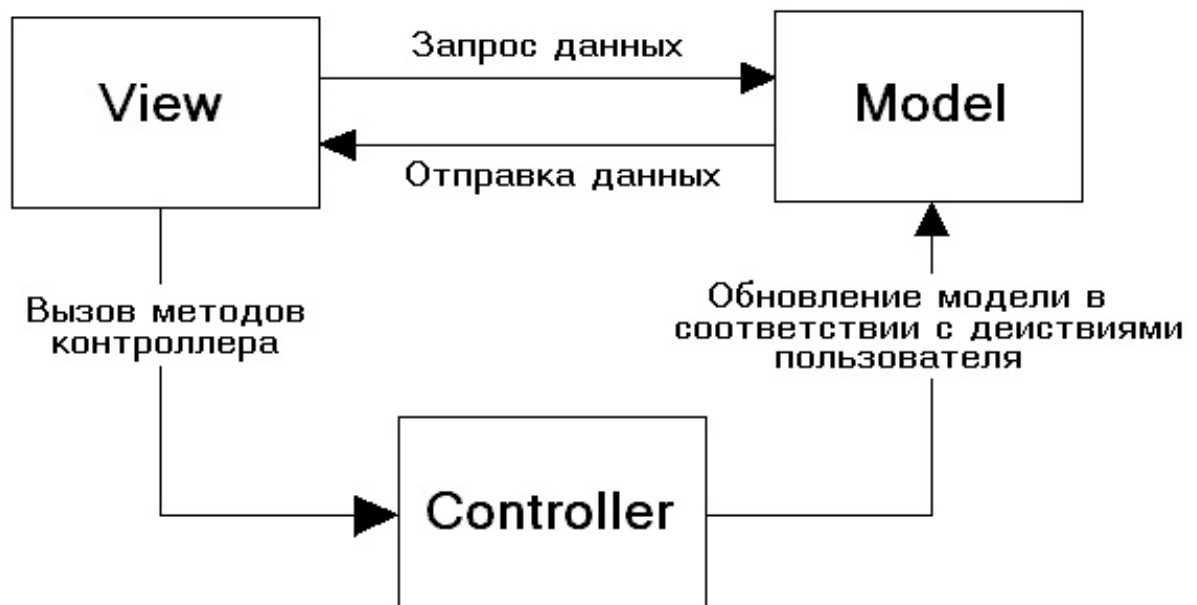 Запрос данных
View
Model
Отправка данных
Вызов методов
контроллера
Обновление модели в
соответствии с деиствиями
пользователя
Controller